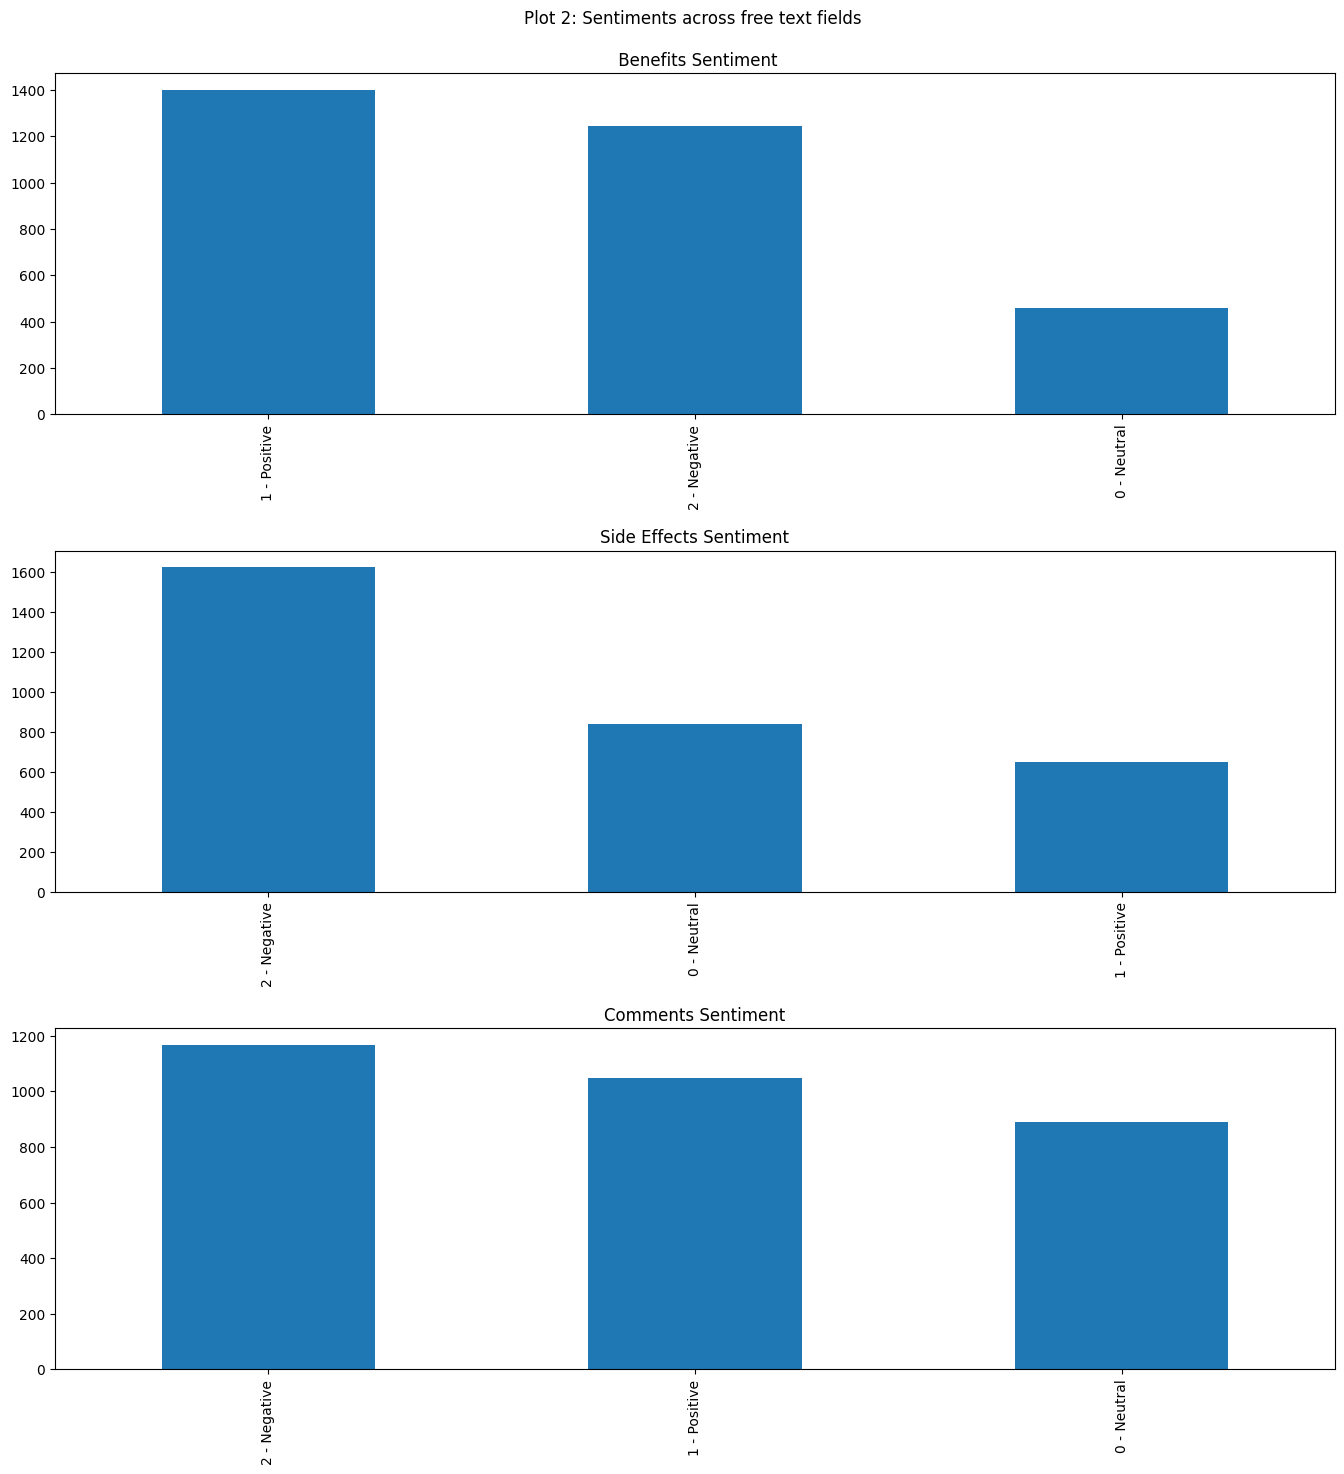 Plot 2: Sentiments across free text fields
Benefits Sentiment
1400
1200
1000
800
600
400
200
0
1 - Positive
2 - Negative
0 - Neutral
Side Effects Sentiment
1600
1400
1200
1000
800
600
400
200
0
2 - Negative
0 - Neutral
1 - Positive
Comments Sentiment
1200
1000
800
600
400
200
0
2 - Negative
1 - Positive
0 - Neutral